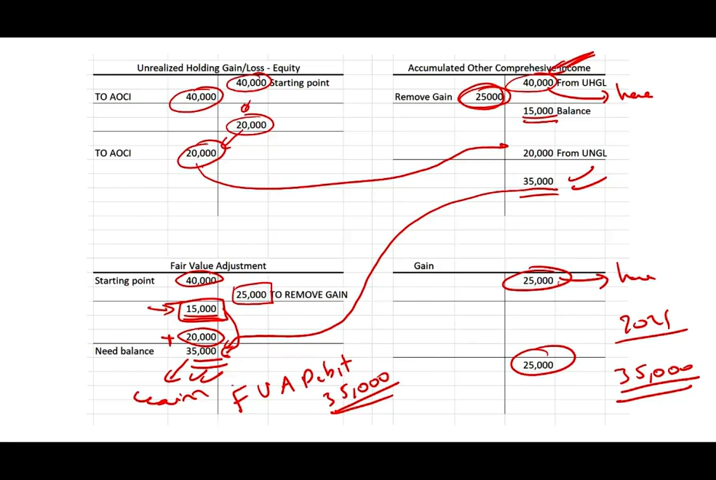 Unrealized Holding Gain/Loss - Equity
40,000 Starting point
TO AOCI 40,000
0
20,000
TO AOCI 20,000
Accumulated Other Comprehesive Income
40,000 From UHGL
here
Remove Gain 25000
15,000 Balance
20,000 From UNGL
35,000
Fair Value Adjustment
Starting point 40,000
25,000 TO REMOVE GAIN
15,000
+ 20,000
Need balance 35,000
FVA Debit
35,000
Gain
25,000
here
2021
25,000
35,000